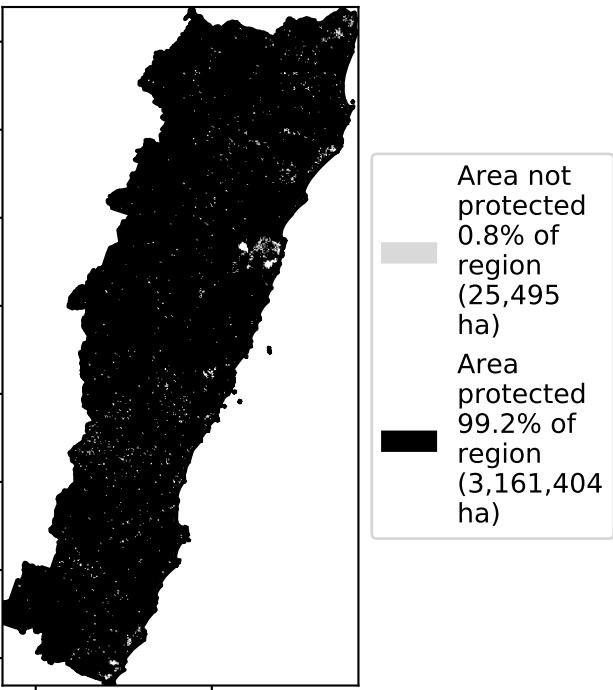 Area not
protected
0.8% of
region
(25,495
ha)
Area
protected
99.2% of
region
(3,161,404
ha)